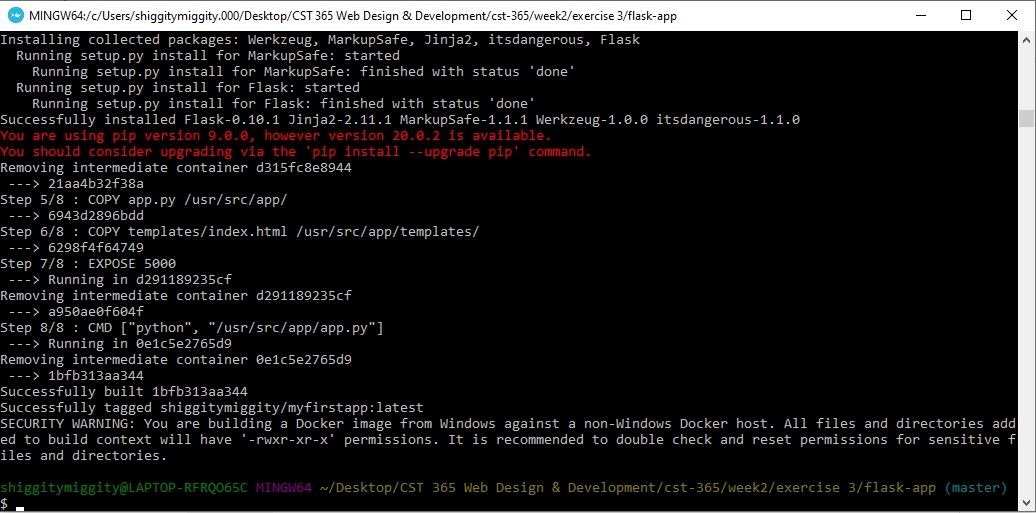 MINGW64:/c/Users/shiggitymiggity.000/Desktop/CST 365 Web Design & Development/cst-365/week2/exercise 3/flask-app
Installing collected packages: Werkzeug, MarkupSafe, Jinja2, itsdangerous, Flask
  Running setup.py install for MarkupSafe: started
    Running setup.py install for MarkupSafe: finished with status 'done'
  Running setup.py install for Flask: started
    Running setup.py install for Flask: finished with status 'done'
Successfully installed Flask-0.10.1 Jinja2-2.11.1 MarkupSafe-1.1.1 Werkzeug-1.0.0 itsdangerous-1.1.0
You are using pip version 9.0.0, however version 20.0.2 is available.
You should consider upgrading via the 'pip install --upgrade pip' command.
Removing intermediate container d315fc8e8944
 ---> 21aa4b32f38a
Step 5/8 : COPY app.py /usr/src/app/
 ---> 6943d2896bdd
Step 6/8 : COPY templates/index.html /usr/src/app/templates/
 ---> 6298f4f64749
Step 7/8 : EXPOSE 5000
 ---> Running in d291189235cf
Removing intermediate container d291189235cf
 ---> a950ae0f604f
Step 8/8 : CMD ["python", "/usr/src/app/app.py"]
 ---> Running in 0e1c5e2765d9
Removing intermediate container 0e1c5e2765d9
 ---> 1bfb313aa344
Successfully built 1bfb313aa344
Successfully tagged shiggitymiggity/myfirstapp:latest
SECURITY WARNING: You are building a Docker image from Windows against a non-Windows Docker host. All files and directories add
ed to build context will have '-rwxr-xr-x' permissions. It is recommended to double check and reset permissions for sensitive f
iles and directories.
shiggitymiggity@LAPTOP-RFRQO65C MINGW64 ~/Desktop/CST 365 Web Design & Development/cst-365/week2/exercise 3/flask-app (master)
$